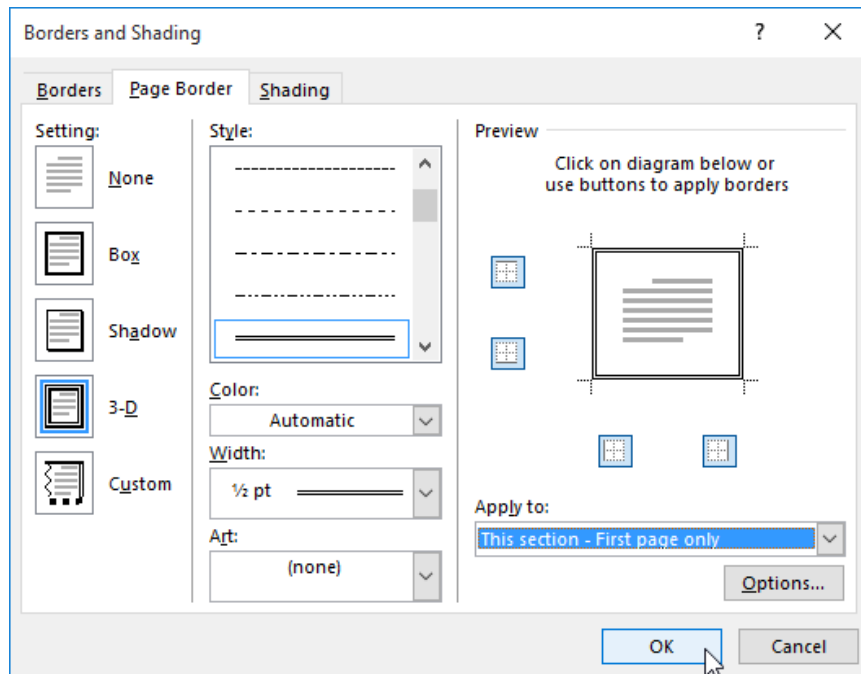 Borders and Shading
?
Borders
Page Border
Shading
Setting:
None
Box
Shadow
3-D
Custom
Style:
Color:
Automatic
Width:
½ pt
Art:
(none)
Preview
Click on diagram below or
use buttons to apply borders
Apply to:
This section - First page only
Options...
OK
Cancel